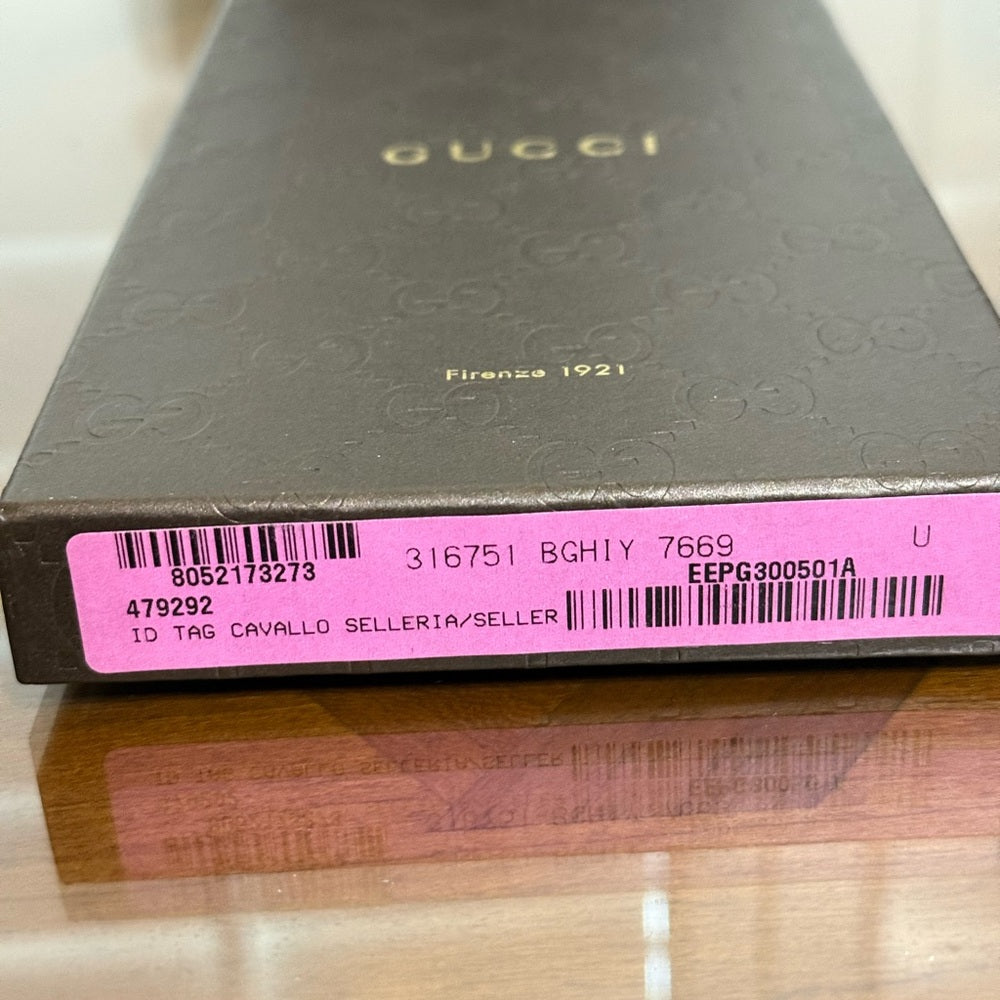 GUCCI
Firenze 1921
8052173273
316751 BGHIY 7669
U
EEPG300501A
479292
ID TAG CAVALLO SELLERIA/SELLER